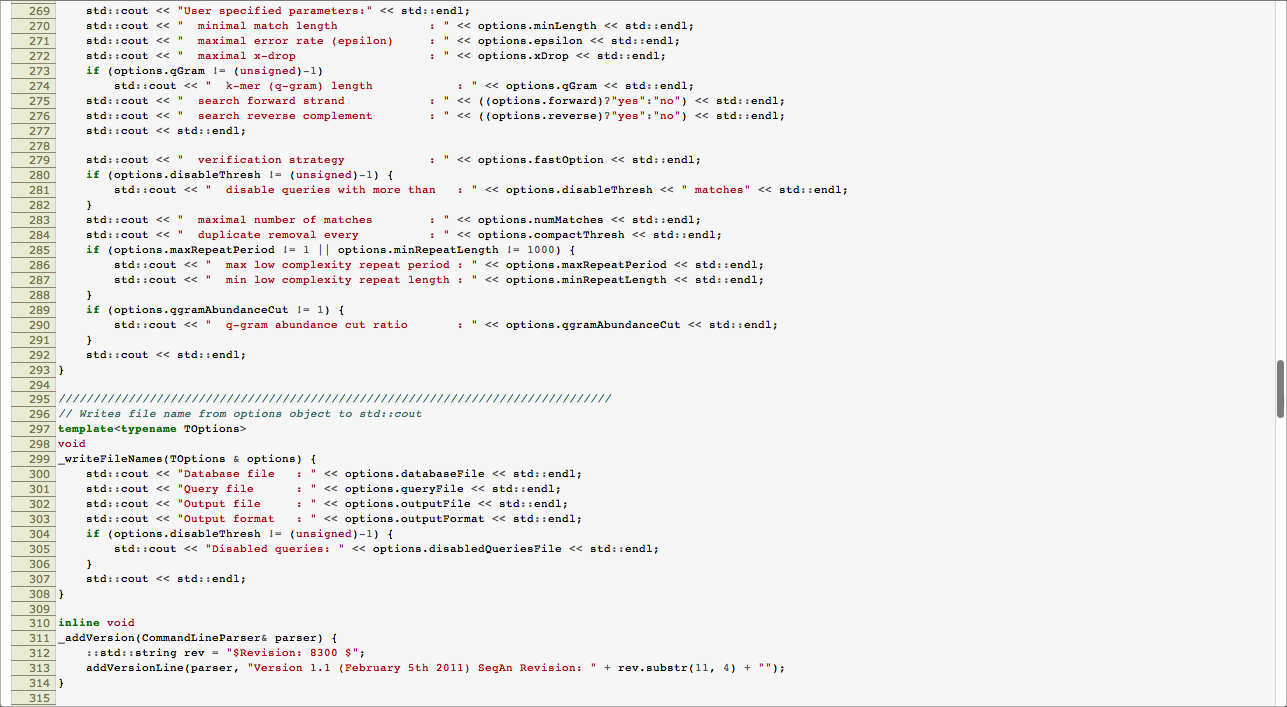 269     std::cout << "User specified parameters:" << std::endl;
270     std::cout << "  minimal match length             : " << options.minLength << std::endl;
271     std::cout << "  maximal error rate (epsilon)     : " << options.epsilon << std::endl;
272     std::cout << "  maximal x-drop                   : " << options.xDrop << std::endl;
273     if (options.qGram != (unsigned)-1)
274         std::cout << "  k-mer (q-gram) length            : " << options.qGram << std::endl;
275     std::cout << "  search forward strand            : " << ((options.forward)?"yes":"no") << std::endl;
276     std::cout << "  search reverse complement        : " << ((options.reverse)?"yes":"no") << std::endl;
277     std::cout << std::endl;
278
279     std::cout << "  verification strategy            : " << options.fastOption << std::endl;
280     if (options.disableThresh != (unsigned)-1) {
281         std::cout << "  disable queries with more than   : " << options.disableThresh << " matches" << std::endl;
282     }
283     std::cout << "  maximal number of matches        : " << options.numMatches << std::endl;
284     std::cout << "  duplicate removal every          : " << options.compactThresh << std::endl;
285     if (options.maxRepeatPeriod != 1 || options.minRepeatLength != 1000) {
286         std::cout << "  max low complexity repeat period : " << options.maxRepeatPeriod << std::endl;
287         std::cout << "  min low complexity repeat length : " << options.minRepeatLength << std::endl;
288     }
289     if (options.qgramAbundanceCut != 1) {
290         std::cout << "  q-gram abundance cut ratio       : " << options.qgramAbundanceCut << std::endl;
291     }
292     std::cout << std::endl;
293 }
294
295 ///////////////////////////////////////////////////////////////////////////////
296 // Writes file name from options object to std::cout
297 template<typename TOptions>
298 void
299 _writeFileNames(TOptions & options) {
300     std::cout << "Database file   : " << options.databaseFile << std::endl;
301     std::cout << "Query file      : " << options.queryFile << std::endl;
302     std::cout << "Output file     : " << options.outputFile << std::endl;
303     std::cout << "Output format   : " << options.outputFormat << std::endl;
304     if (options.disableThresh != (unsigned)-1) {
305         std::cout << "Disabled queries: " << options.disabledQueriesFile << std::endl;
306     }
307     std::cout << std::endl;
308 }
309
310 inline void
311 _addVersion(CommandLineParser& parser) {
312     ::std::string rev = "$Revision: 8300 $";
313     addVersionLine(parser, "Version 1.1 (February 5th 2011) SeqAn Revision: " + rev.substr(11, 4) + "");
314 }
315